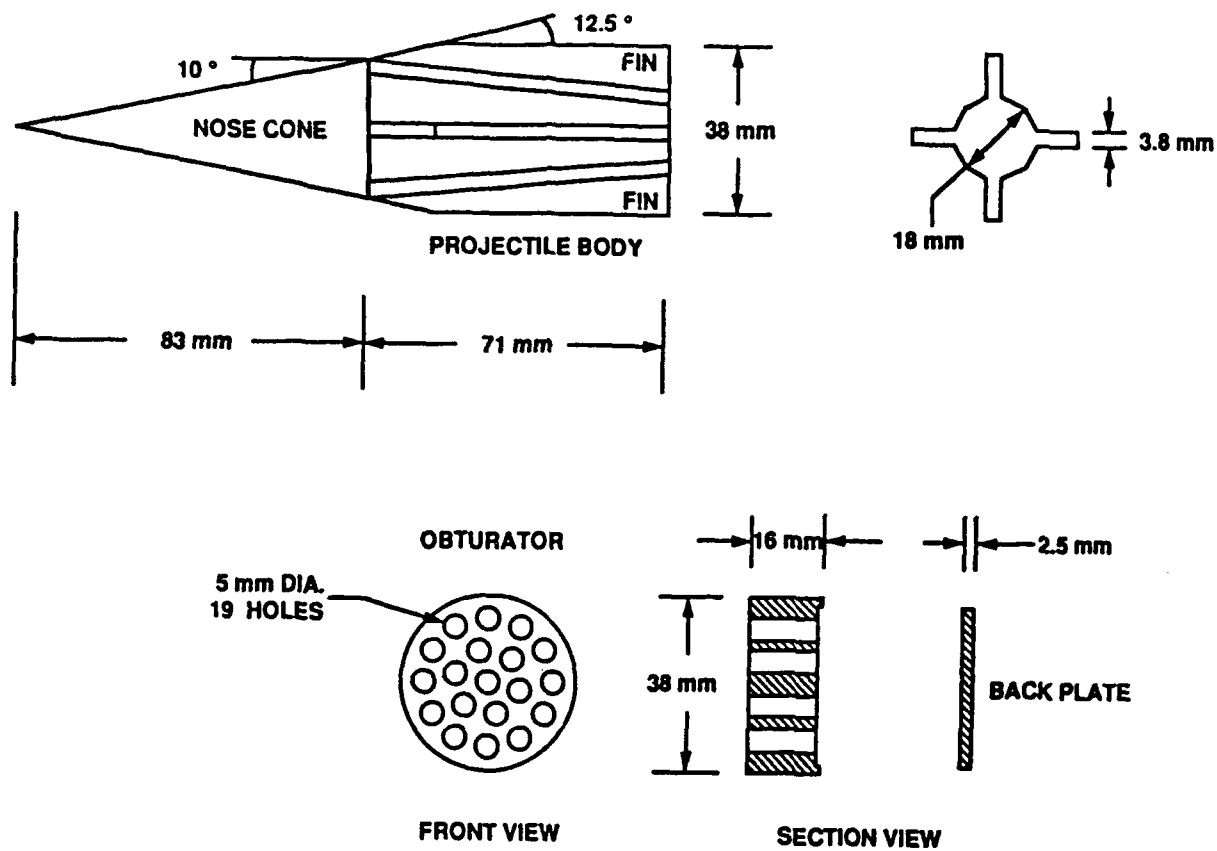 12.5 °
10 °
FIN
NOSE CONE
38 mm
3.8 mm
FIN
18 mm
PROJECTILE BODY
83 mm
71 mm
OBTURATOR
16 mm
2.5 mm
5 mm DIA.
19 HOLES
38 mm
BACK PLATE
FRONT VIEW
SECTION VIEW